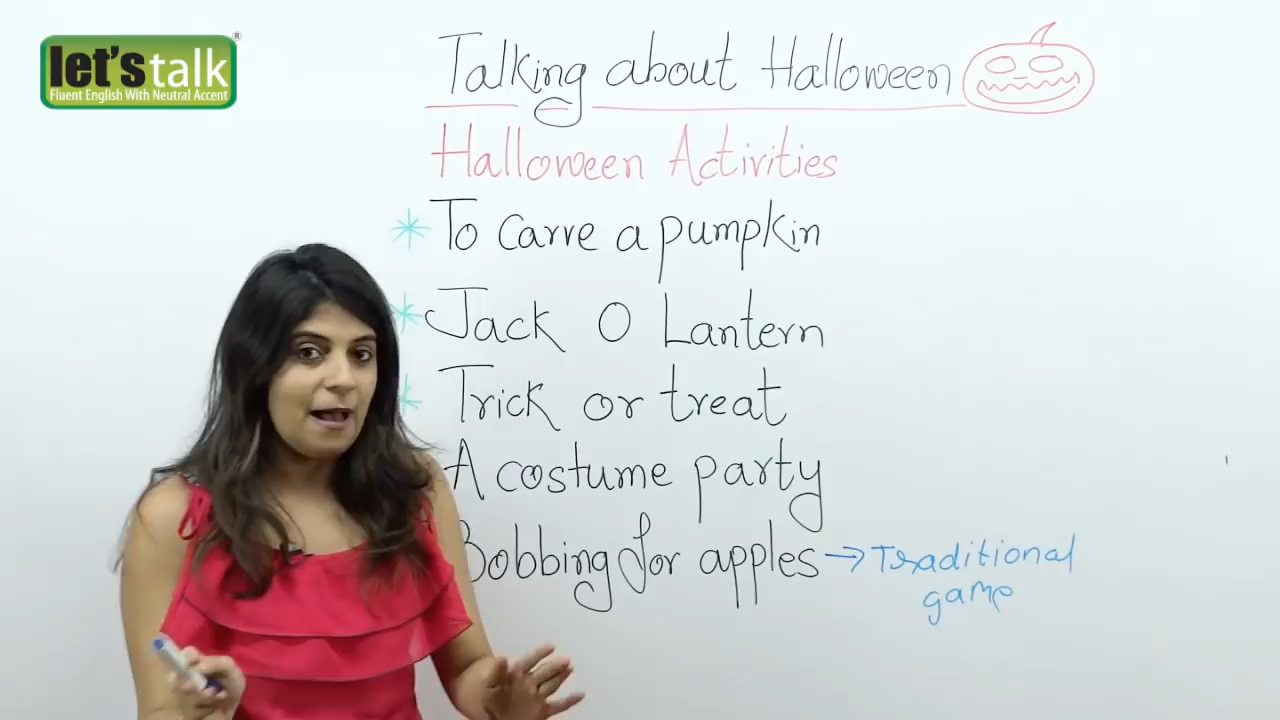 let's talk®
Fluent English With Neutral Accent
Talking about Halloween
Halloween Activities
* To carve a pumpkin
* Jack O Lantern
* Trick or treat
A costume party
Bobbing for apples → Traditional
game